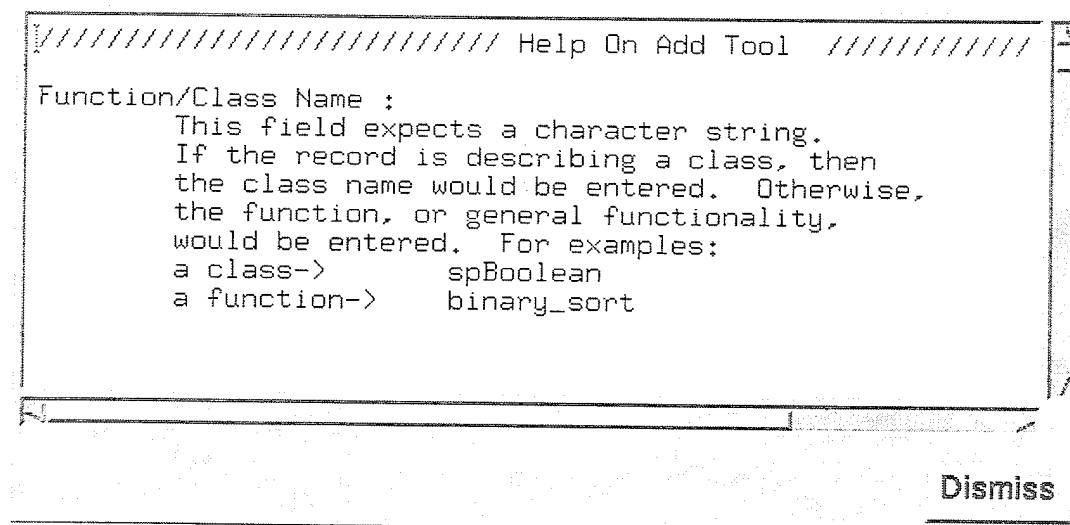 //////////////////////////// Help On Add Tool ////////////
Function/Class Name :
This field expects a character string.
If the record is describing a class, then
the class name would be entered. Otherwise,
the function, or general functionality,
would be entered. For examples:
a class-> spBoolean
a function-> binary_sort
Dismiss